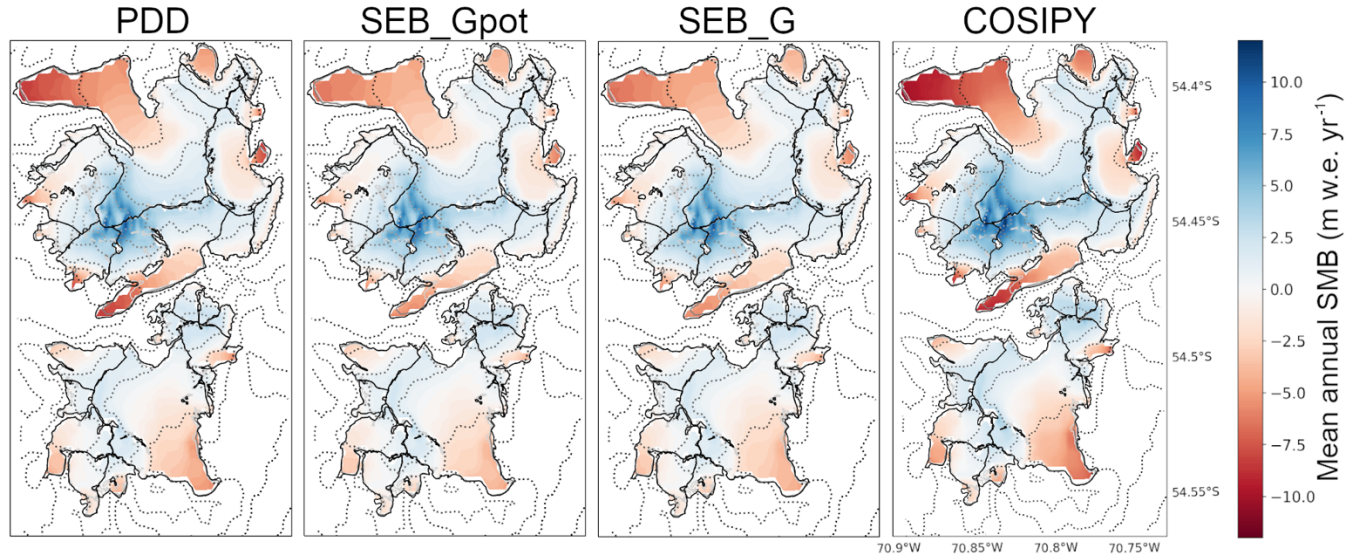 PDD SEB_Gpot SEB_G COSIPY
54.4°S
54.45°S
54.5°S
54.55°S
70.9°W 70.85°W 70.8°W 70.75°W
10.0
7.5
5.0
2.5
0.0
−2.5
−5.0
−7.5
−10.0
Mean annual SMB (m w.e. yr⁻¹)